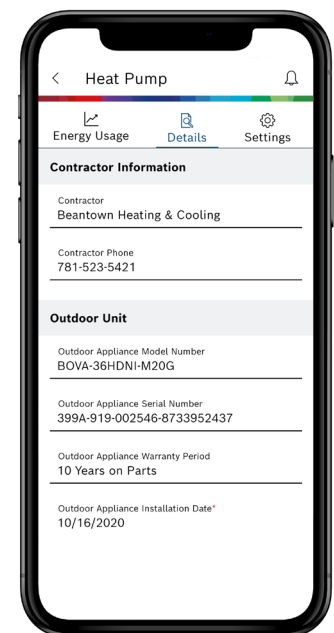 Heat Pump
Energy Usage Details Settings
Contractor Information
Contractor
Beantown Heating & Cooling
Contractor Phone
781-523-5421
Outdoor Unit
Outdoor Appliance Model Number
BOVA-36HDNI-M20G
Outdoor Appliance Serial Number
399A-919-002546-8733952437
Outdoor Appliance Warranty Period
10 Years on Parts
Outdoor Appliance Installation Date*
10/16/2020